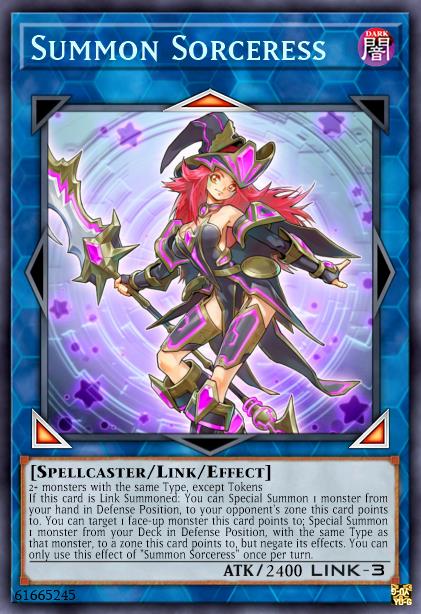 SUMMON SORCERESS
DARK
闇
[SPELLCASTER/LINK/EFFECT]
2+ monsters with the same Type, except Tokens
If this card is Link Summoned: You can Special Summon 1 monster from
your hand in Defense Position, to your opponent's zone this card points
to. You can target 1 face-up monster this card points to; Special Summon
1 monster from your Deck in Defense Position, with the same Type as
that monster, to a zone this card points to, but negate its effects. You can
only use this effect of "Summon Sorceress" once per turn.
ATK/2400 LINK-3
61665245